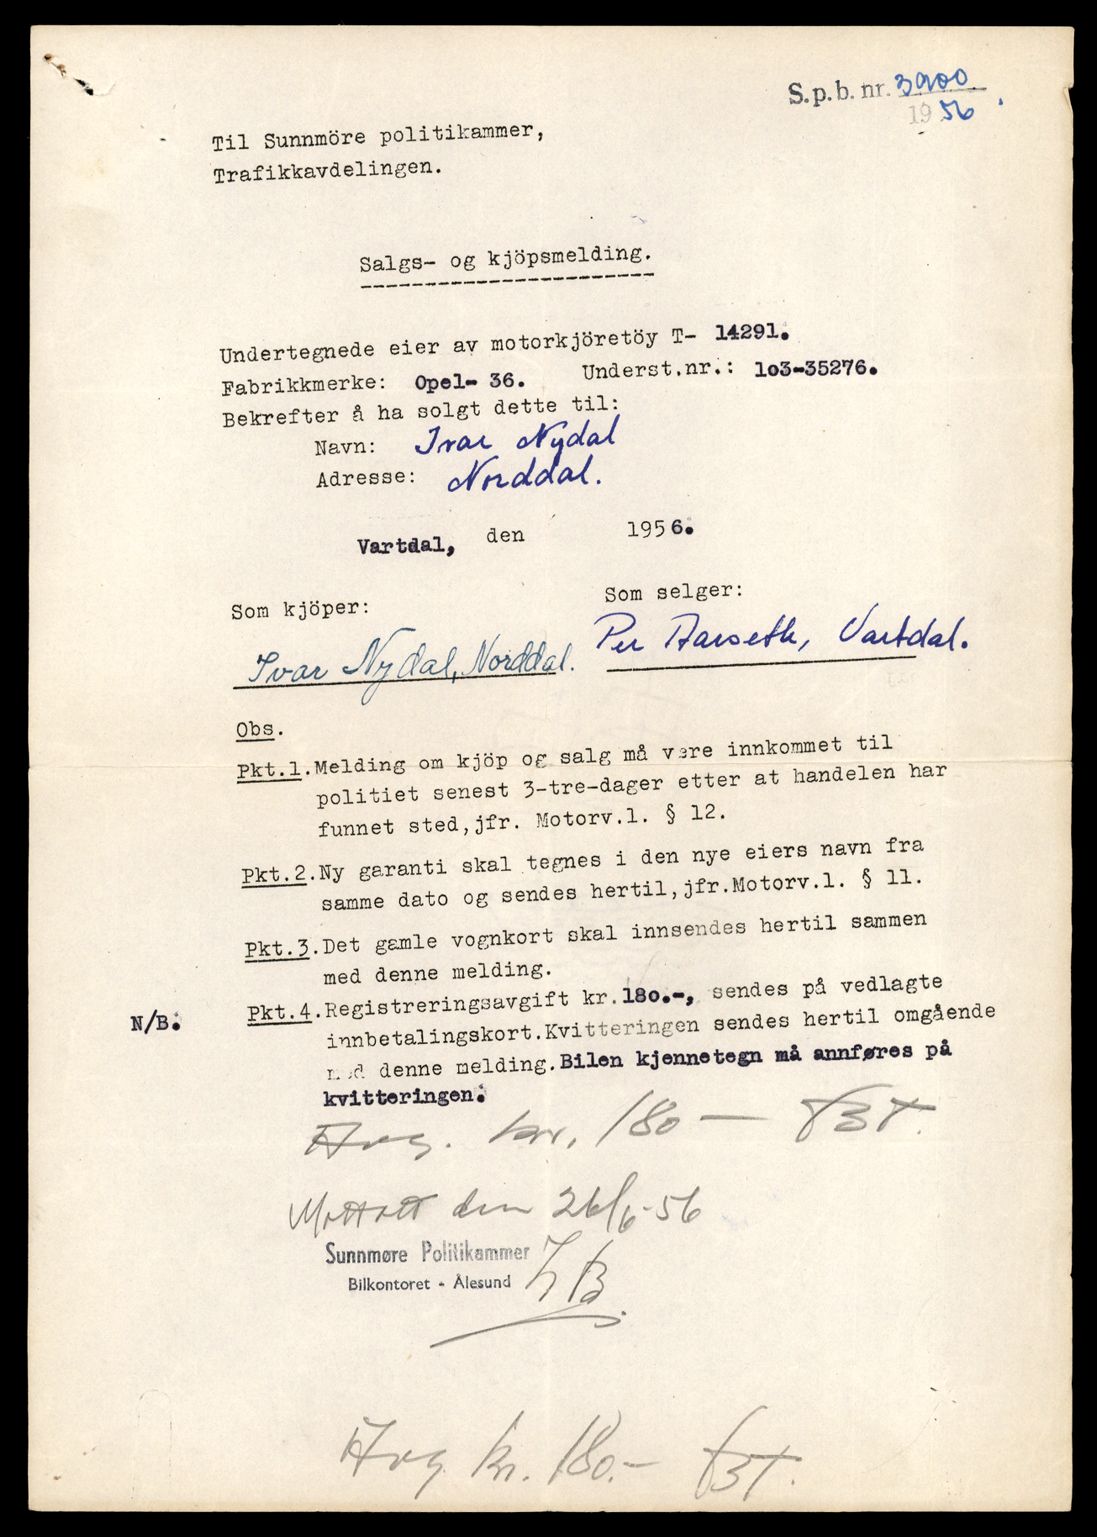 S.p.b. nr. 3900
1956
Til Sunnmöre politikammer,
Trafikkavdelingen.
Salgs- og kjöpsmelding.
Undertegnede eier av motorkjöretöy T- 14291.
Fabrikkmerke: Opel- 36. Underst.nr.: 1o3-35276.
Bekrefter å ha solgt dette til:
Navn: Ivar Nydal
Adresse: Norddal.
Vartdal, den 1956.
Som kjöper: Som selger:
Ivar Nydal, Norddal. Per Aarseth, Vartdal.
Obs.
Pkt.1.Melding om kjöp og salg må være innkommet til
politiet senest 3-tre-dager etter at handelen har
funnet sted,jfr. Motorv.l. § 12.
Pkt.2.Ny garanti skal tegnes i den nye eiers navn fra
samme dato og sendes hertil,jfr.Motorv.l. § 11.
Pkt.3.Det gamle vognkort skal innsendes hertil sammen
med denne melding.
N/B. Pkt.4.Registreringsavgift kr.18o.-, sendes på vedlagte
innbetalingskort.Kvitteringen sendes hertil omgående
med denne melding.Bilen kjennetegn må annføres på
kvitteringen.
Avg. kr. 180 —
Mottatt den 26/6-56
Sunnmøre Politikammer
Bilkontoret - Ålesund
Avg kr. 180.-